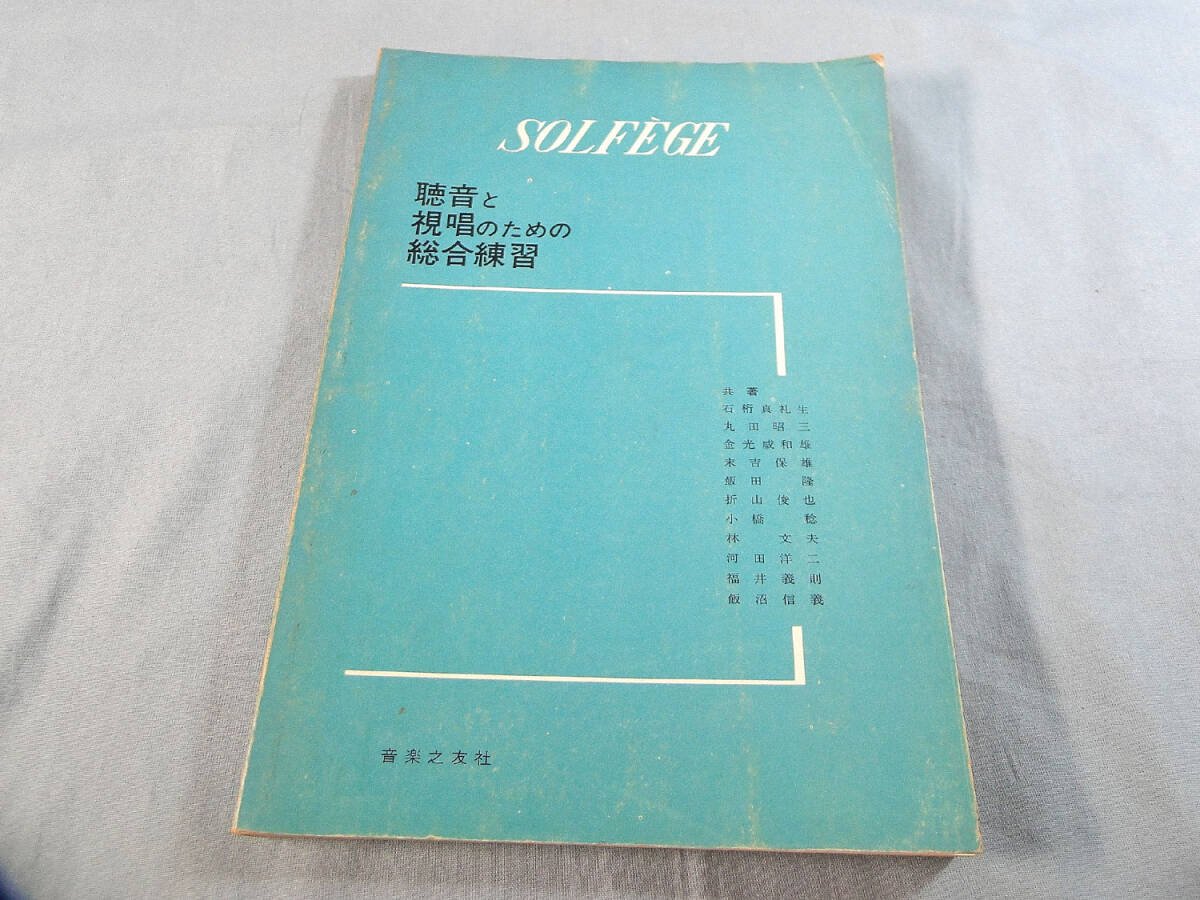 SOLFÈGE
聴音と
視唱のための
総合練習
共著
石桁真礼生
丸田昭三
金光威和雄
末吉保雄
飯田隆
折山俊也
小橋稔
林文夫
河田洋二
福井義則
飯沼信義
音楽之友社